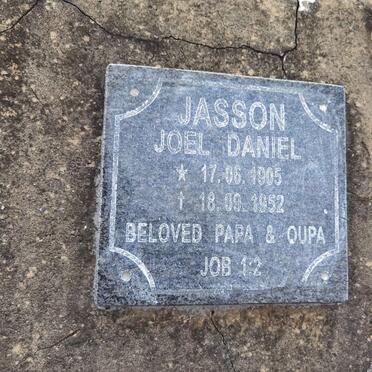 JASSON
JOEL DANIEL
* 17.06.1905
† 18.09.1952
BELOVED PAPA & OUPA
JOB 1:2